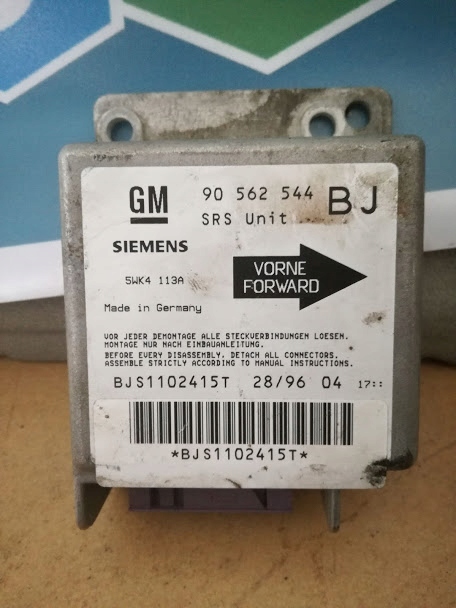 GM 90 562 544 BJ
SRS Unit
SIEMENS
5WK4 113A
VORNE
FORWARD
Made in Germany
VOR JEDER DEMONTAGE ALLE STECKVERBINDUNGEN LOESEN.
MONTAGE NUR NACH EINBAUANLEITUNG.
BEFORE EVERY DISASSEMBLY, DETACH ALL CONNECTORS.
ASSEMBLE STRICTLY ACCORDING TO MANUAL INSTRUCTIONS.
BJS1102415T 28/96 04 17::
*BJS1102415T*